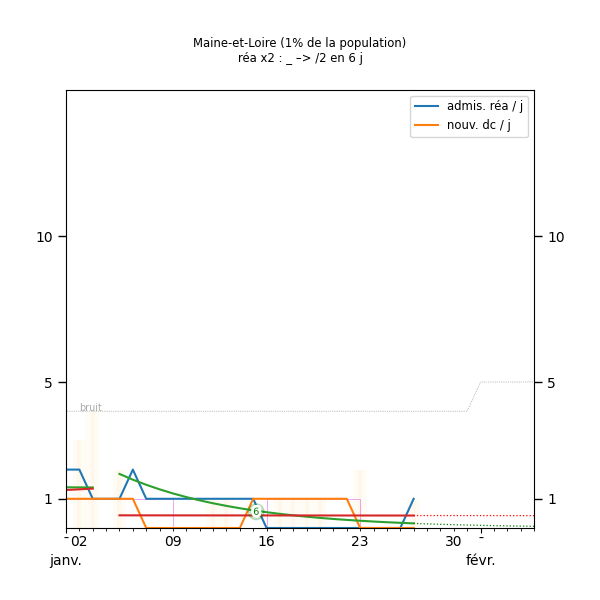 Maine-et-Loire (1% de la population)
réa x2 : _ –> /2 en 6 j
admis. réa / j
nouv. dc / j
10 10
5 5
bruit
1 1
6
02 09 16 23 30
janv. févr.